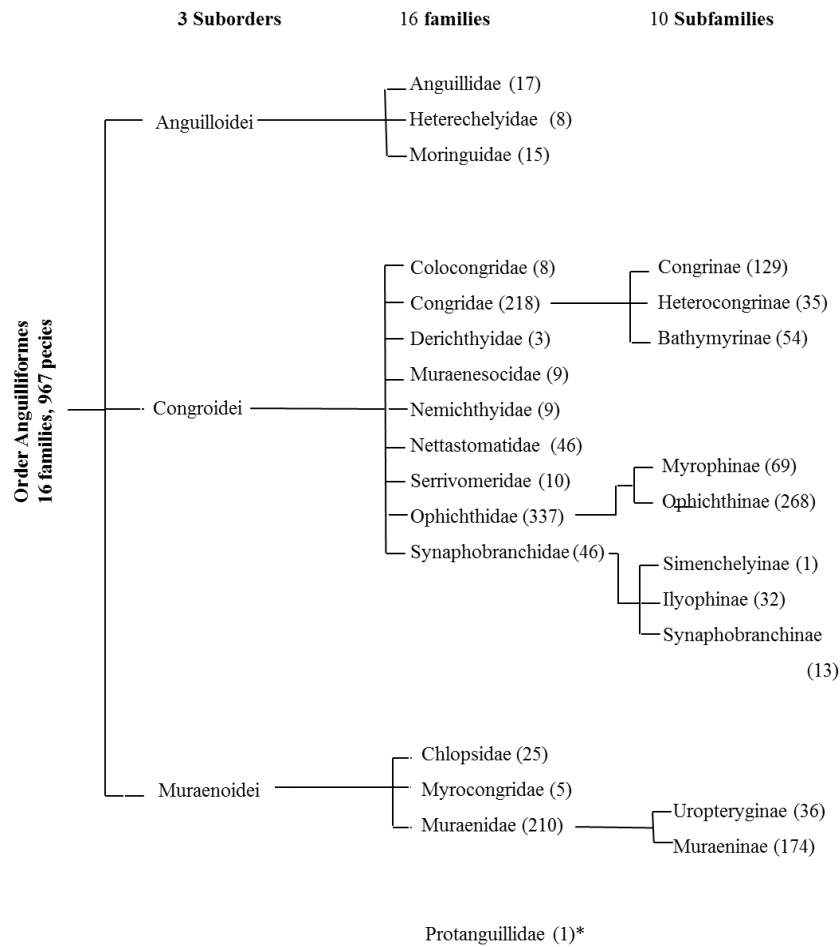 3 Suborders
16 families
10 Subfamilies
Order Anguilliformes
16 families, 967 pecies
Anguilloidei
Anguillidae (17)
Heterechelyidae (8)
Moringuidae (15)
Congroidei
Colocongridae (8)
Congridae (218)
Derichthyidae (3)
Muraenesocidae (9)
Nemichthyidae (9)
Nettastomatidae (46)
Serrivomeridae (10)
Ophichthidae (337)
Synaphobranchidae (46)
Congrinae (129)
Heterocongrinae (35)
Bathymyrinae (54)
Myrophinae (69)
Ophichthinae (268)
Simenchelyinae (1)
Ilyophinae (32)
Synaphobranchinae
(13)
Muraenoidei
Chlopsidae (25)
Myrocongridae (5)
Muraenidae (210)
Uropteryginae (36)
Muraeninae (174)
Protanguillidae (1)*